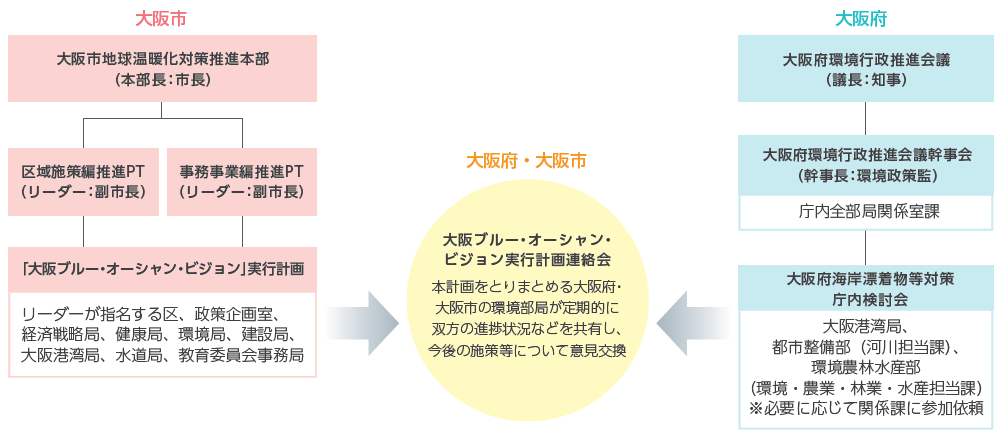 大阪市
大阪市地球温暖化対策推進本部
(本部長：市長)
区域施策編推進PT
(リーダー：副市長)
事務事業編推進PT
(リーダー：副市長)
「大阪ブルー・オーシャン・ビジョン」実行計画
リーダーが指名する区、政策企画室、
経済戦略局、健康局、環境局、建設局、
大阪港湾局、水道局、教育委員会事務局
大阪府・大阪市
大阪ブルー・オーシャン・
ビジョン実行計画連絡会
本計画をとりまとめる大阪府・
大阪市の環境部局が定期的に
双方の進捗状況などを共有し、
今後の施策等について意見交換
大阪府
大阪府環境行政推進会議
(議長：知事)
大阪府環境行政推進会議幹事会
(幹事長：環境政策監)
庁内全部局関係室課
大阪府海岸漂着物等対策
庁内検討会
大阪港湾局、
都市整備部（河川担当課）、
環境農林水産部
(環境・農業・林業・水産担当課)
※必要に応じて関係課に参加依頼